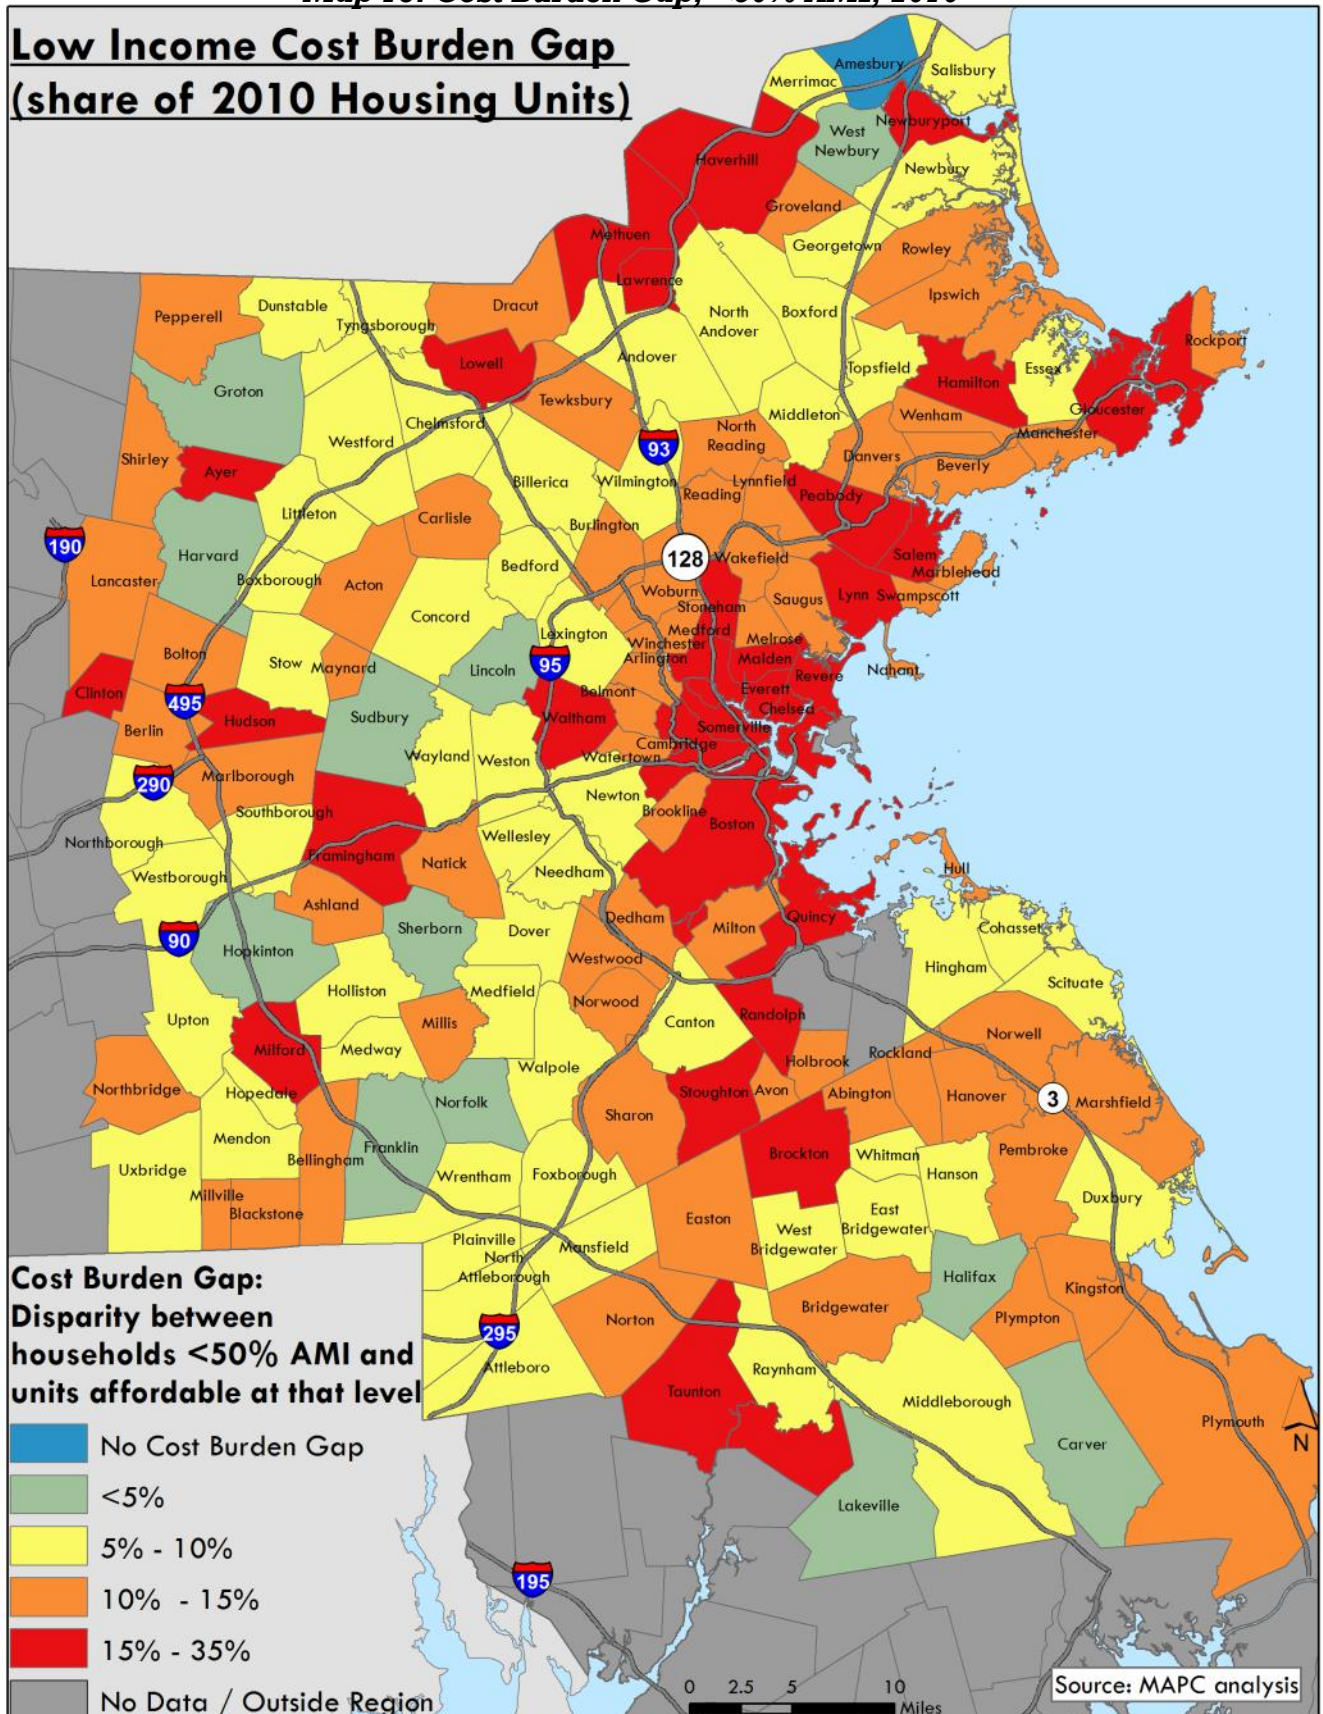 Low Income Cost Burden Gap
(share of 2010 Housing Units)
Amesbury
Salisbury
Merrimac
Newburyport
West
Newbury
Haverhill
Newbury
Groveland
Methuen
Georgetown
Rowley
Lawrence
Ipswich
Pepperell
Dunstable
Tyngsborough
Dracut
North
Andover
Boxford
Rockport
Andover
Lowell
Topsfield
Hamilton
Essex
Groton
Tewksbury
Gloucester
Chelmsford
Middleton
Wenham
North
Reading
Manchester
Westford
93
Shirley
Ayer
Danvers
Beverly
Billerica
Wilmington
Lynnfield
Reading
Peabody
Littleton
Carlisle
Burlington
190
Harvard
128
Wakefield
Salem
Marblehead
Lancaster
Boxborough
Acton
Bedford
Woburn
Stoneham
Saugus
Lynn
Swampscott
Concord
Lexington
Medford
Melrose
Winchester
Bolton
Stow
Maynard
Lincoln
95
Arlington
Malden
Revere
Nahant
Clinton
495
Belmont
Everett
Hudson
Sudbury
Waltham
Chelsea
Berlin
Somerville
Cambridge
Wayland
Weston
Watertown
290
Marlborough
Newton
Southborough
Brookline
Boston
Northborough
Wellesley
Framingham
Natick
Needham
Hull
Westborough
Ashland
Dedham
Quincy
90
Sherborn
Dover
Milton
Cohasset
Hopkinton
Westwood
Hingham
Holliston
Medfield
Scituate
Norwood
Upton
Millis
Canton
Randolph
Norwell
Milford
Medway
Holbrook
Rockland
Northbridge
Hopedale
Walpole
Stoughton
Avon
Abington
Hanover
3
Marshfield
Norfolk
Sharon
Mendon
Franklin
Brockton
Whitman
Pembroke
Uxbridge
Bellingham
Wrentham
Foxborough
Hanson
Millville
Blackstone
Duxbury
Easton
East
Bridgewater
West
Bridgewater
Plainville
Mansfield
North
Attleborough
Halifax
Kingston
Bridgewater
Plympton
Norton
295
Attleboro
Raynham
Taunton
Middleborough
Plymouth
N
Carver
Lakeville
195
Cost Burden Gap:
Disparity between
households <50% AMI and
units affordable at that level
No Cost Burden Gap
<5%
5% - 10%
10% - 15%
15% - 35%
No Data / Outside Region
0 2.5 5 10
Miles
Source: MAPC analysis